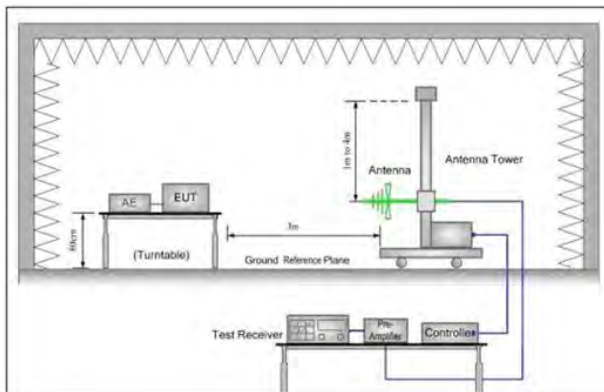 1m to 4m
Antenna
Antenna Tower
AE
EUT
80cm
(Turntable)
3m
Ground Reference Plane
Test Receiver
Pre-
Amplifier
Controller